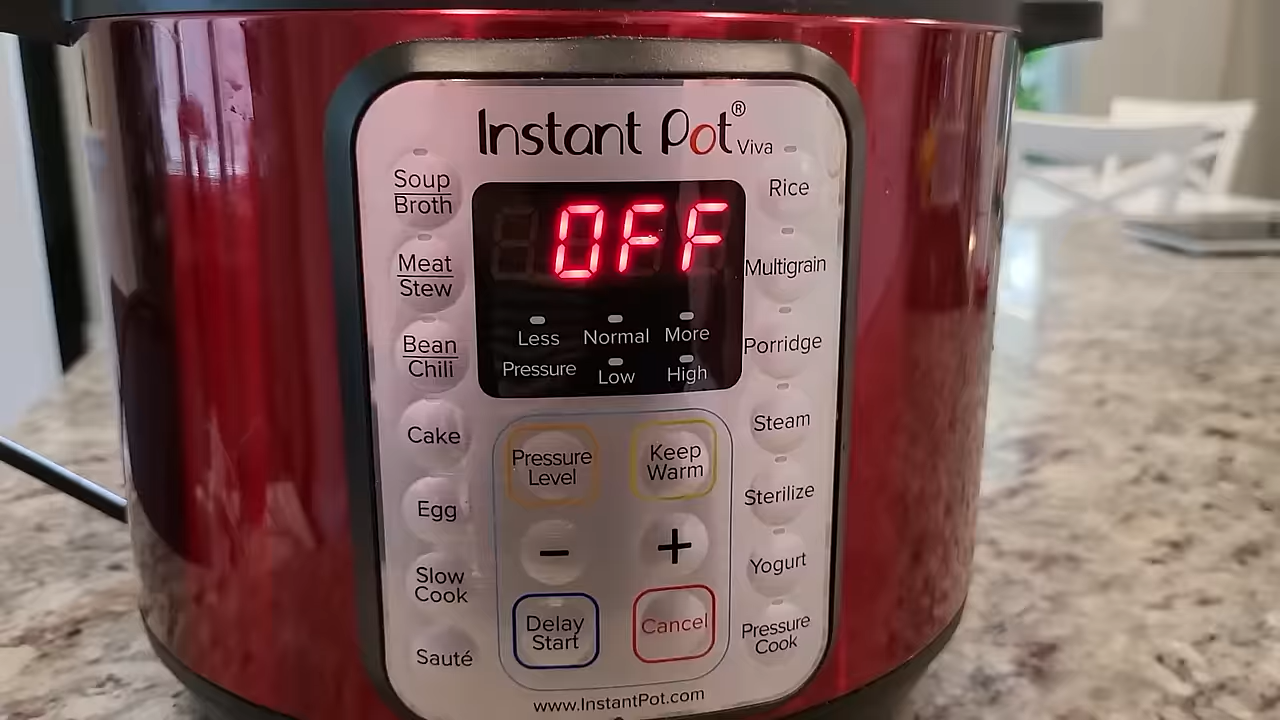 Instant Pot® Viva
Soup
Broth
Meat
Stew
Bean
Chili
Cake
Egg
Slow
Cook
Sauté
OFF
Less Normal More
Pressure Low High
Pressure
Level
Keep
Warm
− +
Delay
Start
Cancel
Rice
Multigrain
Porridge
Steam
Sterilize
Yogurt
Pressure
Cook
www.InstantPot.com